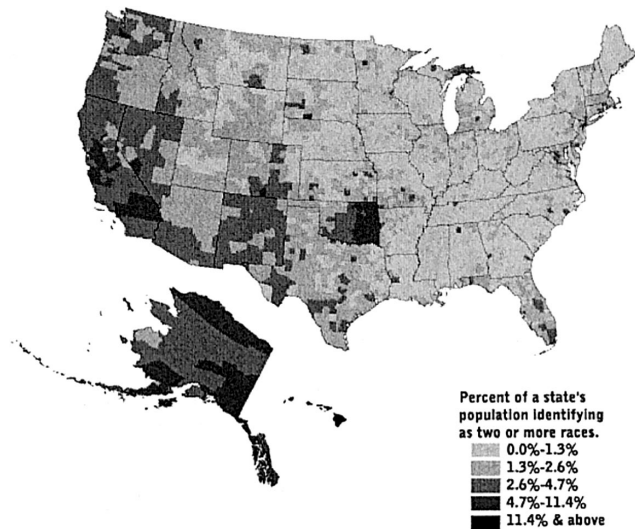 Percent of a state's
population identifying
as two or more races.
0.0%-1.3%
1.3%-2.6%
2.6%-4.7%
4.7%-11.4%
11.4% & above